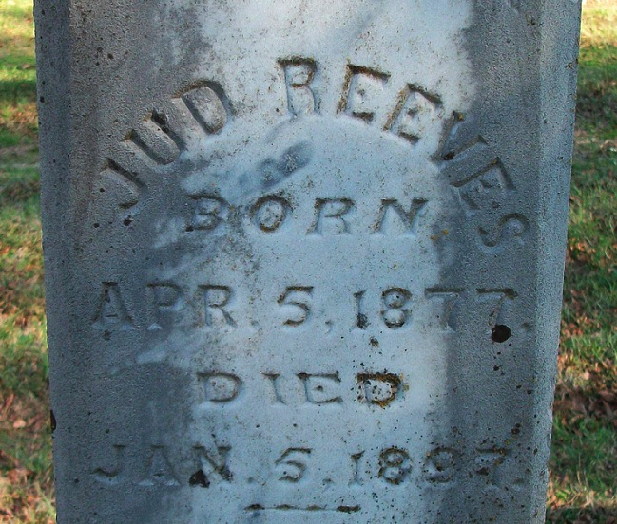 JUD REEVES
BORN
APR. 5, 1877.
DIED
JAN. 5, 1897.